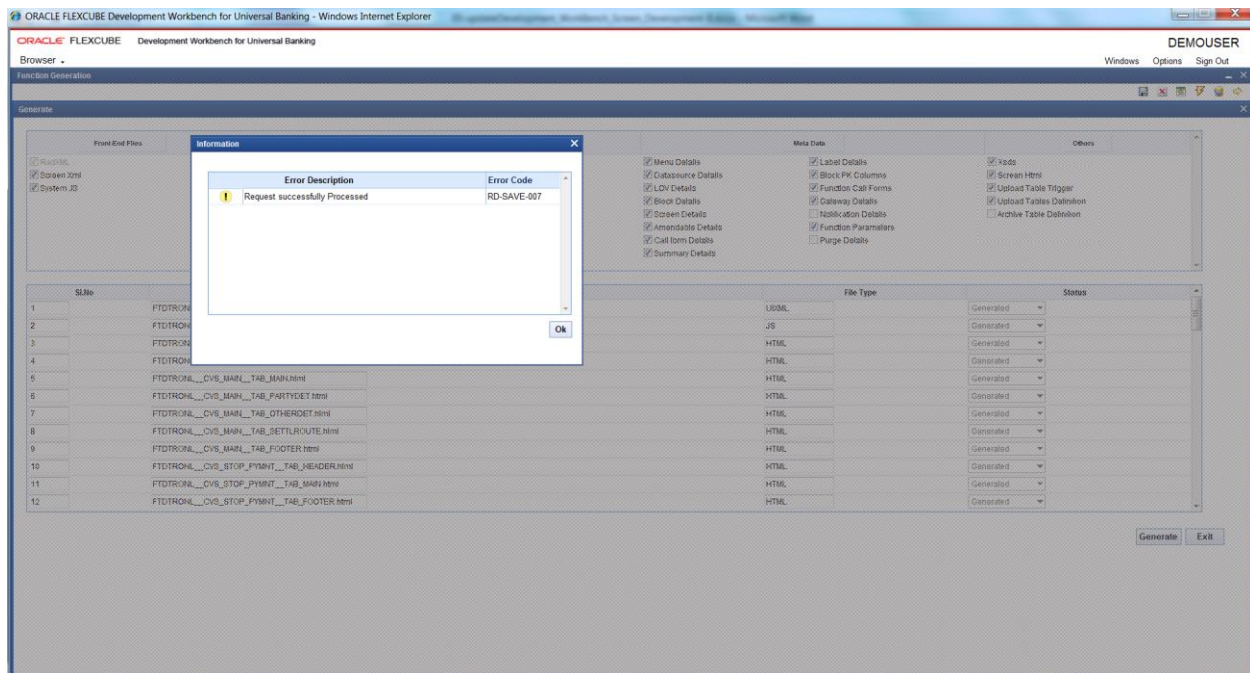 ORACLE FLEXCUBE Development Workbench for Universal Banking - Windows Internet Explorer
ORACLE FLEXCUBE Development Workbench for Universal Banking
DEMOUSER
Browser
Windows Options Sign Out
Function Generation
Generate
Front-End Files
Meta Data
Others
RadXML
Screen Xml
System JS
Menu Details
Datasource Details
LOV Details
Block Details
Screen Details
Amendable Details
Call form Details
Summary Details
Label Details
Block PK Columns
Function Call Forms
Gateway Details
Notification Details
Function Parameters
Purge Details
Xsds
Screen Html
Upload Table Trigger
Upload Tables Definition
Archive Table Definition
Information
Error Description Error Code
Request successfully Processed RD-SAVE-007
Ok
Sl.No File Type Status
1 FTDTRON UIXML Generated
2 FTDTRON JS Generated
3 FTDTRON HTML Generated
4 FTDTRON HTML Generated
5 FTDTRONL__CVS_MAIN__TAB_MAIN.html HTML Generated
6 FTDTRONL__CVS_MAIN__TAB_PARTYDET.html HTML Generated
7 FTDTRONL__CVS_MAIN__TAB_OTHERDET.html HTML Generated
8 FTDTRONL__CVS_MAIN__TAB_SETTLROUTE.html HTML Generated
9 FTDTRONL__CVS_MAIN__TAB_FOOTER.html HTML Generated
10 FTDTRONL__CVS_STOP_PYMNT__TAB_HEADER.html HTML Generated
11 FTDTRONL__CVS_STOP_PYMNT__TAB_MAIN.html HTML Generated
12 FTDTRONL__CVS_STOP_PYMNT__TAB_FOOTER.html HTML Generated
Generate Exit